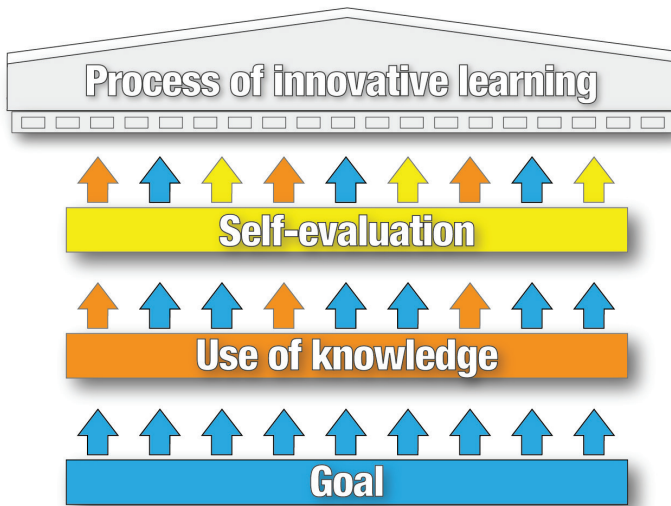 Process of innovative learning
Self-evaluation
Use of knowledge
Goal